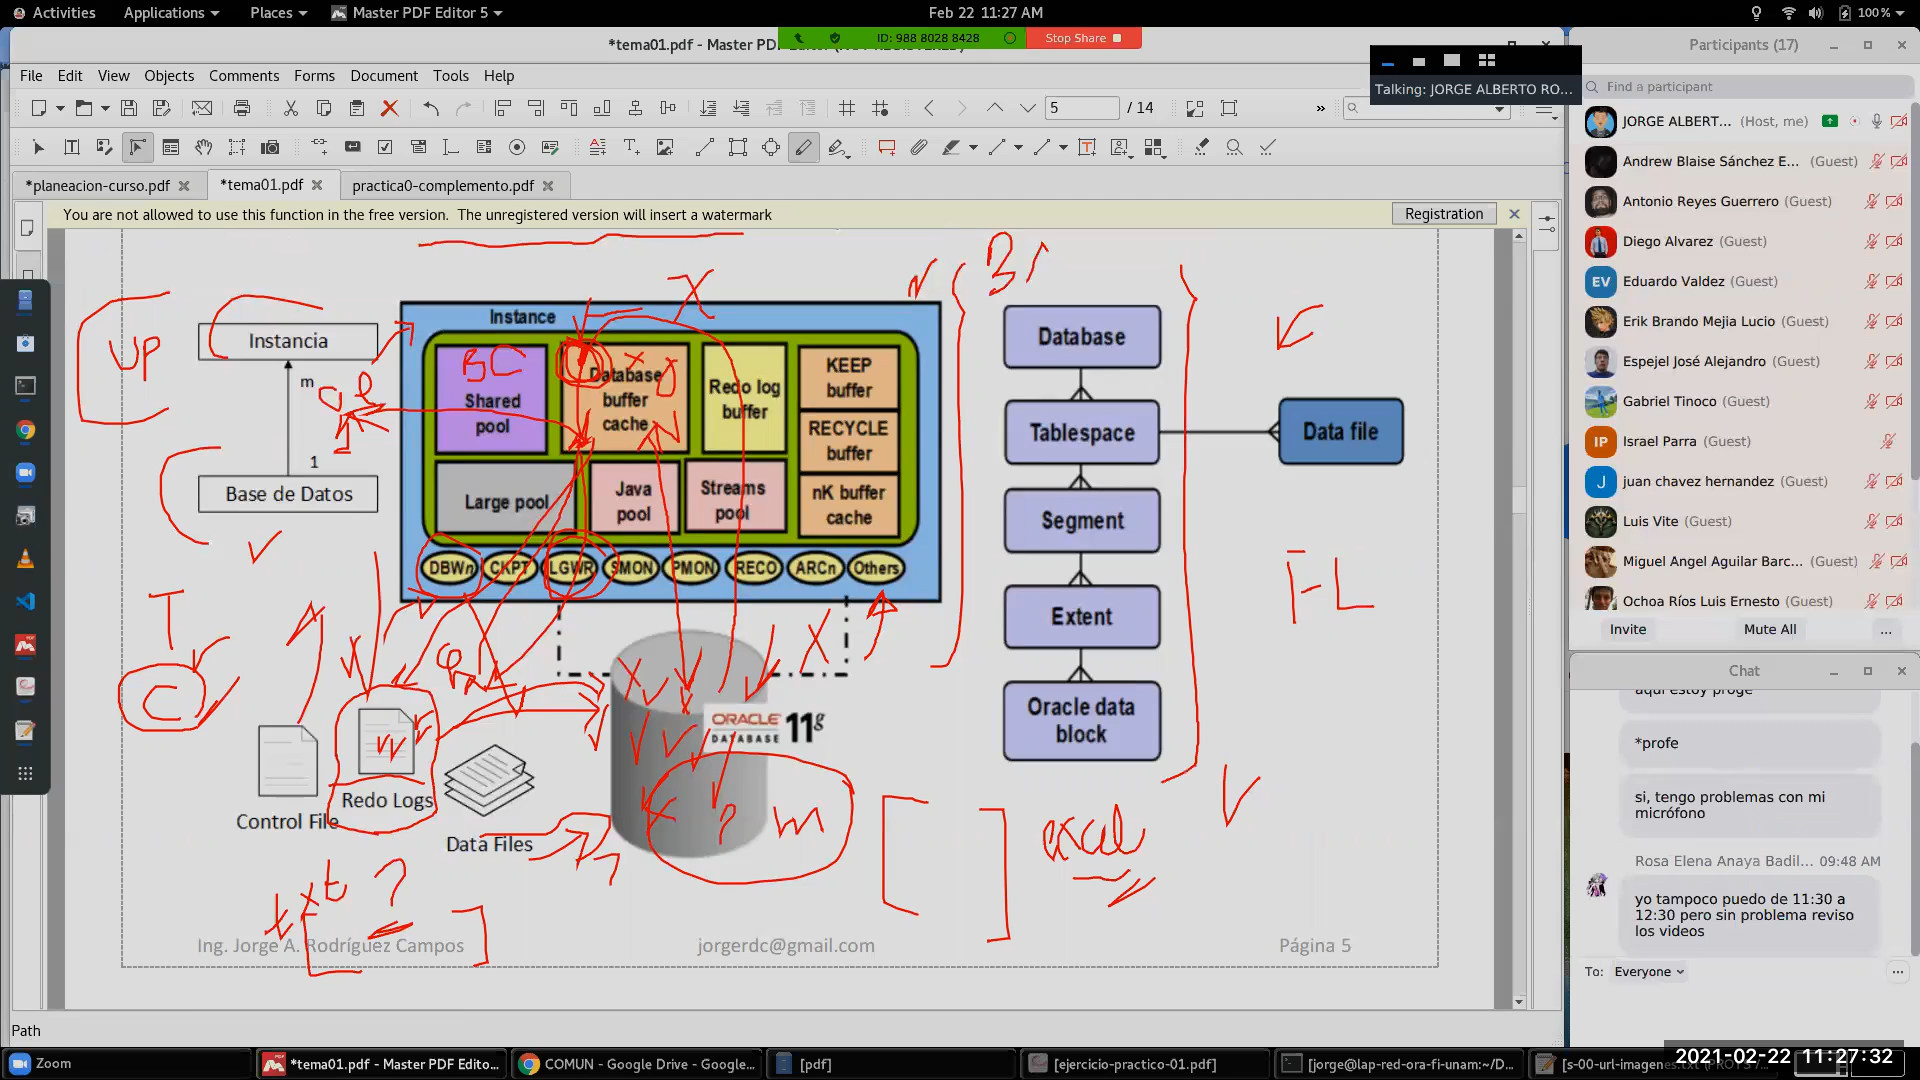 Activities
Applications
Places
Master PDF Editor 5
Feb 22 11:27 AM
100%
*tema01.pdf - Master PD
ID: 988 8028 8428
Stop Share
File Edit View Objects Comments Forms Document Tools Help
Talking: JORGE ALBERTO RO...
5 / 14
*planeacion-curso.pdf
*tema01.pdf
practica0-complemento.pdf
You are not allowed to use this function in the free version. The unregistered version will insert a watermark
Registration
UP
Instancia
m
1
Base de Datos
Instance
BC
Shared pool
Database buffer cache
Redo log buffer
KEEP buffer
RECYCLE buffer
nK buffer cache
Large pool
Java pool
Streams pool
DBWn
CKPT
LGWR
SMON
PMON
RECO
ARCn
Others
T
C
Control File
Redo Logs
Data Files
ORACLE
DATABASE
11g
? m
txt ?
excel
Database
Tablespace
Segment
Extent
Oracle data block
Data file
Ing. Jorge A. Rodríguez Campos
jorgerdc@gmail.com
Página 5
Path
Participants (17)
Find a participant
JORGE ALBERT... (Host, me)
Andrew Blaise Sánchez E... (Guest)
Antonio Reyes Guerrero (Guest)
Diego Alvarez (Guest)
EV Eduardo Valdez (Guest)
Erik Brando Mejia Lucio (Guest)
Espejel José Alejandro (Guest)
Gabriel Tinoco (Guest)
IP Israel Parra (Guest)
J juan chavez hernandez (Guest)
Luis Vite (Guest)
Miguel Angel Aguilar Barc... (Guest)
Ochoa Ríos Luis Ernesto (Guest)
Invite
Mute All
...
Chat
aqui estoy proge
*profe
si, tengo problemas con mi
micrófono
Rosa Elena Anaya Badil... 09:48 AM
yo tampoco puedo de 11:30 a
12:30 pero sin problema reviso
los videos
To: Everyone
Zoom
*tema01.pdf - Master PDF Edito...
COMUN - Google Drive - Google...
[pdf]
[ejercicio-practico-01.pdf]
[jorge@lap-red-ora-fi-unam:~/D...
2021-02-22 11:27:32